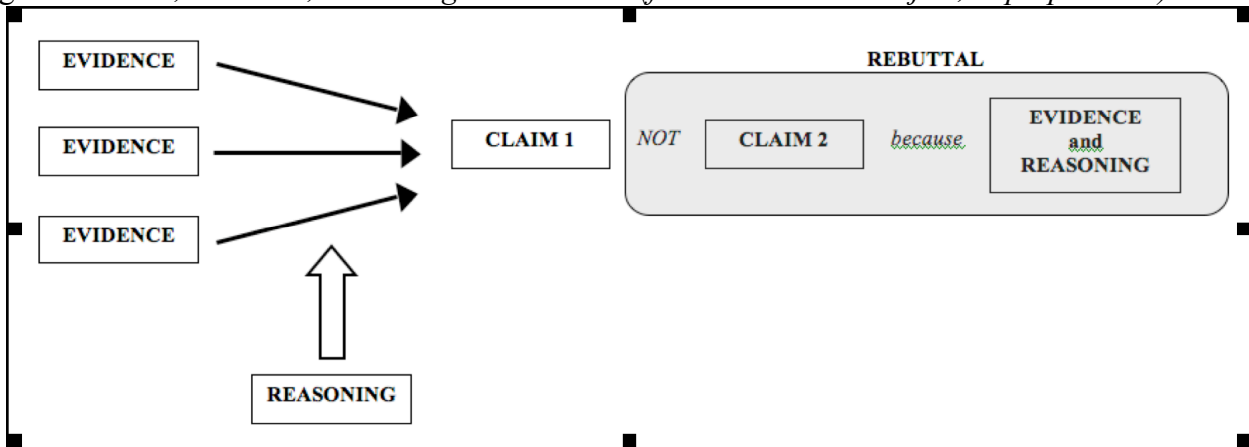 EVIDENCE
EVIDENCE
EVIDENCE
REASONING
CLAIM 1
REBUTTAL
NOT
CLAIM 2
because
EVIDENCE
and
REASONING